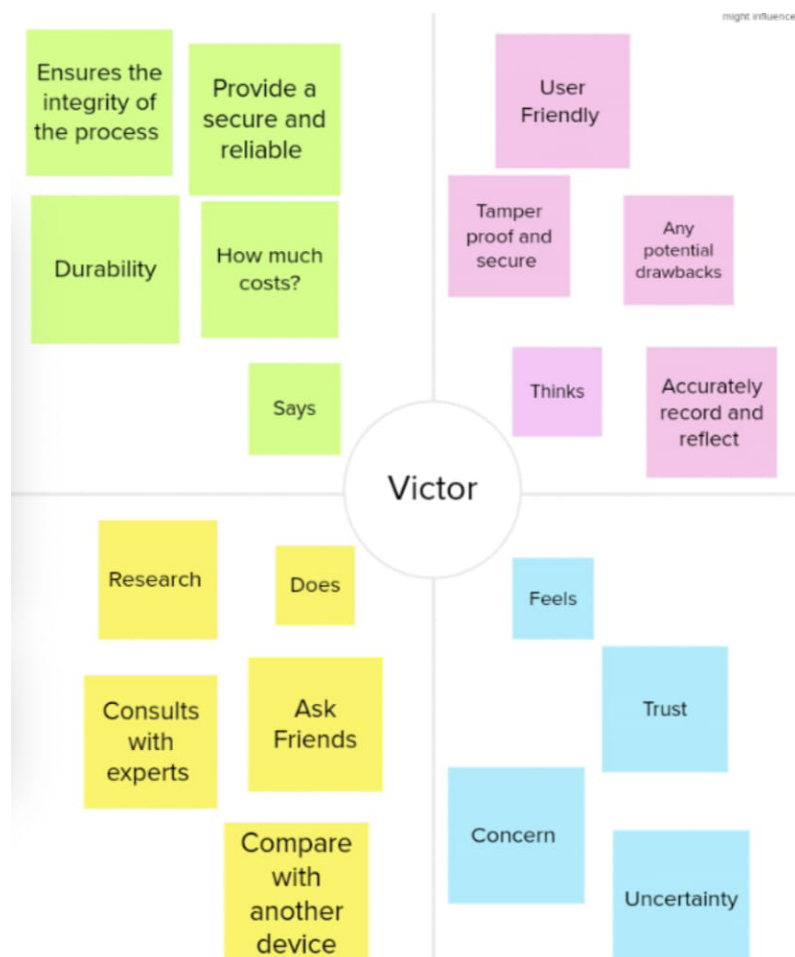 might influence
Ensures the
integrity of
the process
Provide a
secure and
reliable
Durability
How much
costs?
Says
User
Friendly
Tamper
proof and
secure
Any
potential
drawbacks
Thinks
Accurately
record and
reflect
Victor
Research
Does
Consults
with
experts
Ask
Friends
Compare
with
another
device
Feels
Trust
Concern
Uncertainty